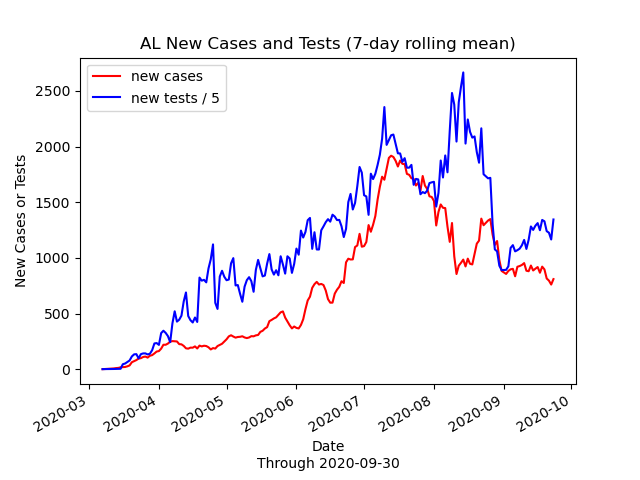 AL New Cases and Tests (7-day rolling mean)
new cases
new tests / 5
New Cases or Tests
2500
2000
1500
1000
500
0
2020-03
2020-04
2020-05
2020-06
2020-07
2020-08
2020-09
2020-10
Date
Through 2020-09-30